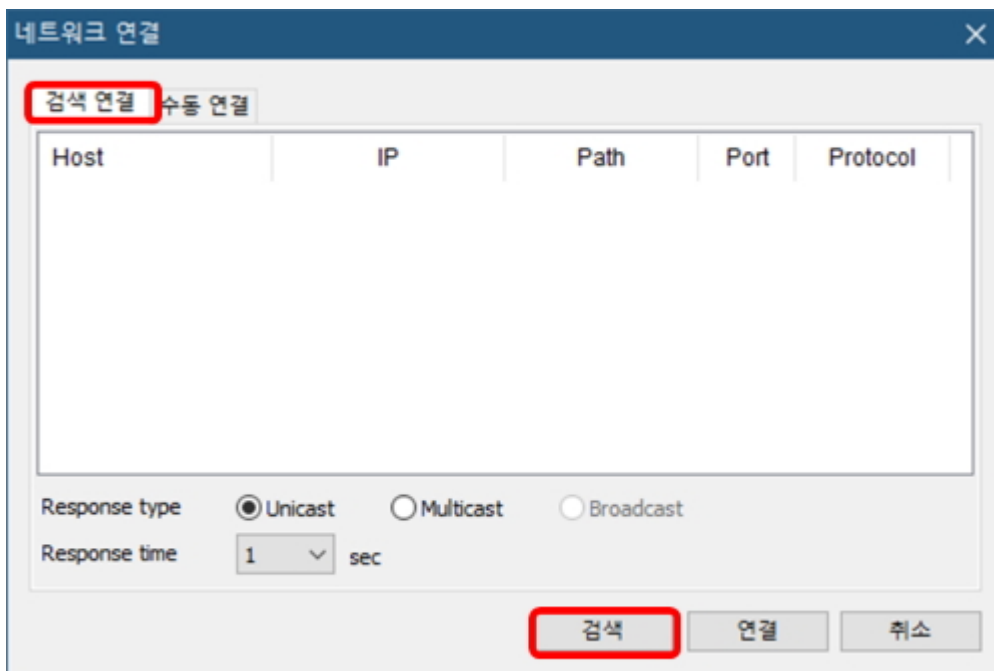 네트워크 연결
검색 연결 수동 연결
Host IP Path Port Protocol
Response type Unicast Multicast Broadcast
Response time 1 sec
검색 연결 취소